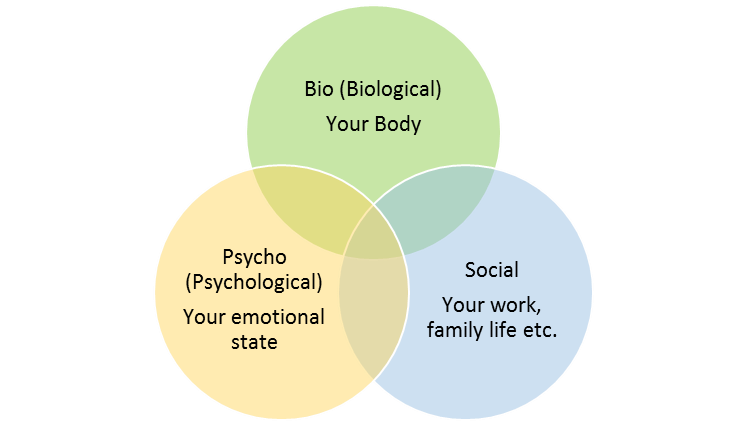 Bio (Biological)
Your Body
Psycho
(Psychological)
Your emotional
state
Social
Your work,
family life etc.